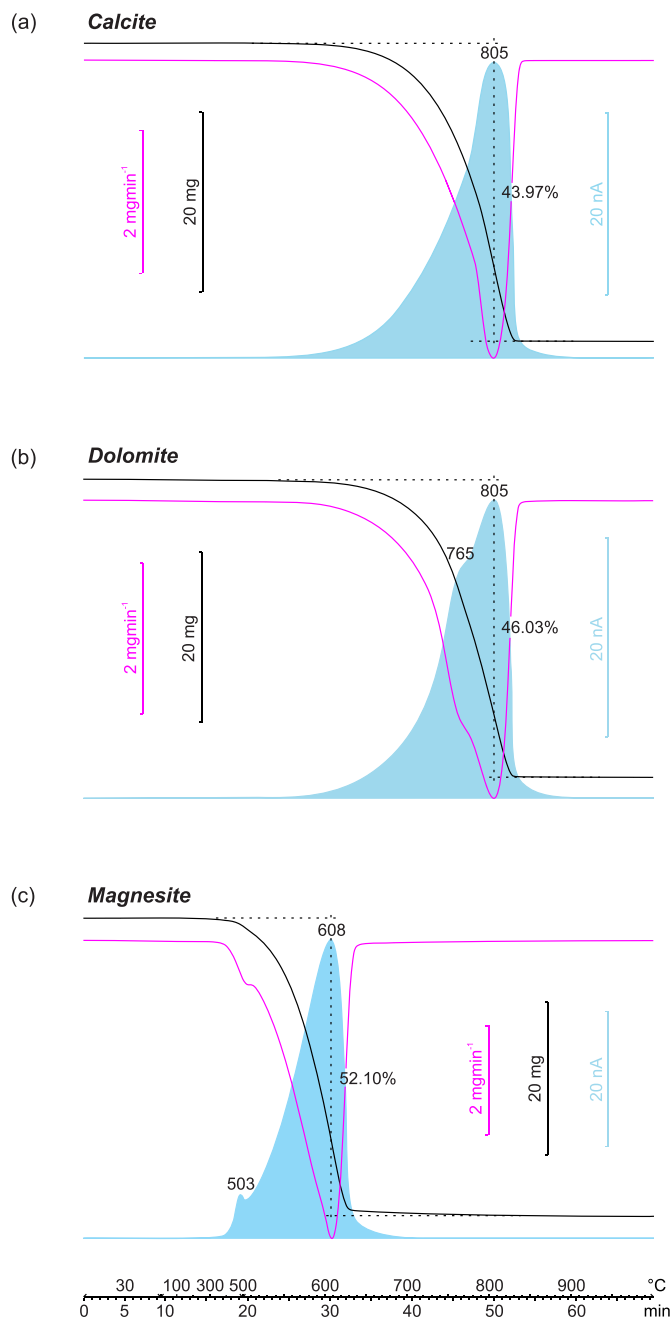 (a) Calcite
805
43.97%
2 mgmin⁻¹
20 mg
20 nA
(b) Dolomite
805
765
46.03%
2 mgmin⁻¹
20 mg
20 nA
(c) Magnesite
608
52.10%
503
2 mgmin⁻¹
20 mg
20 nA
30 100 300 500 600 700 800 900 °C
0 5 10 20 30 40 50 60 min